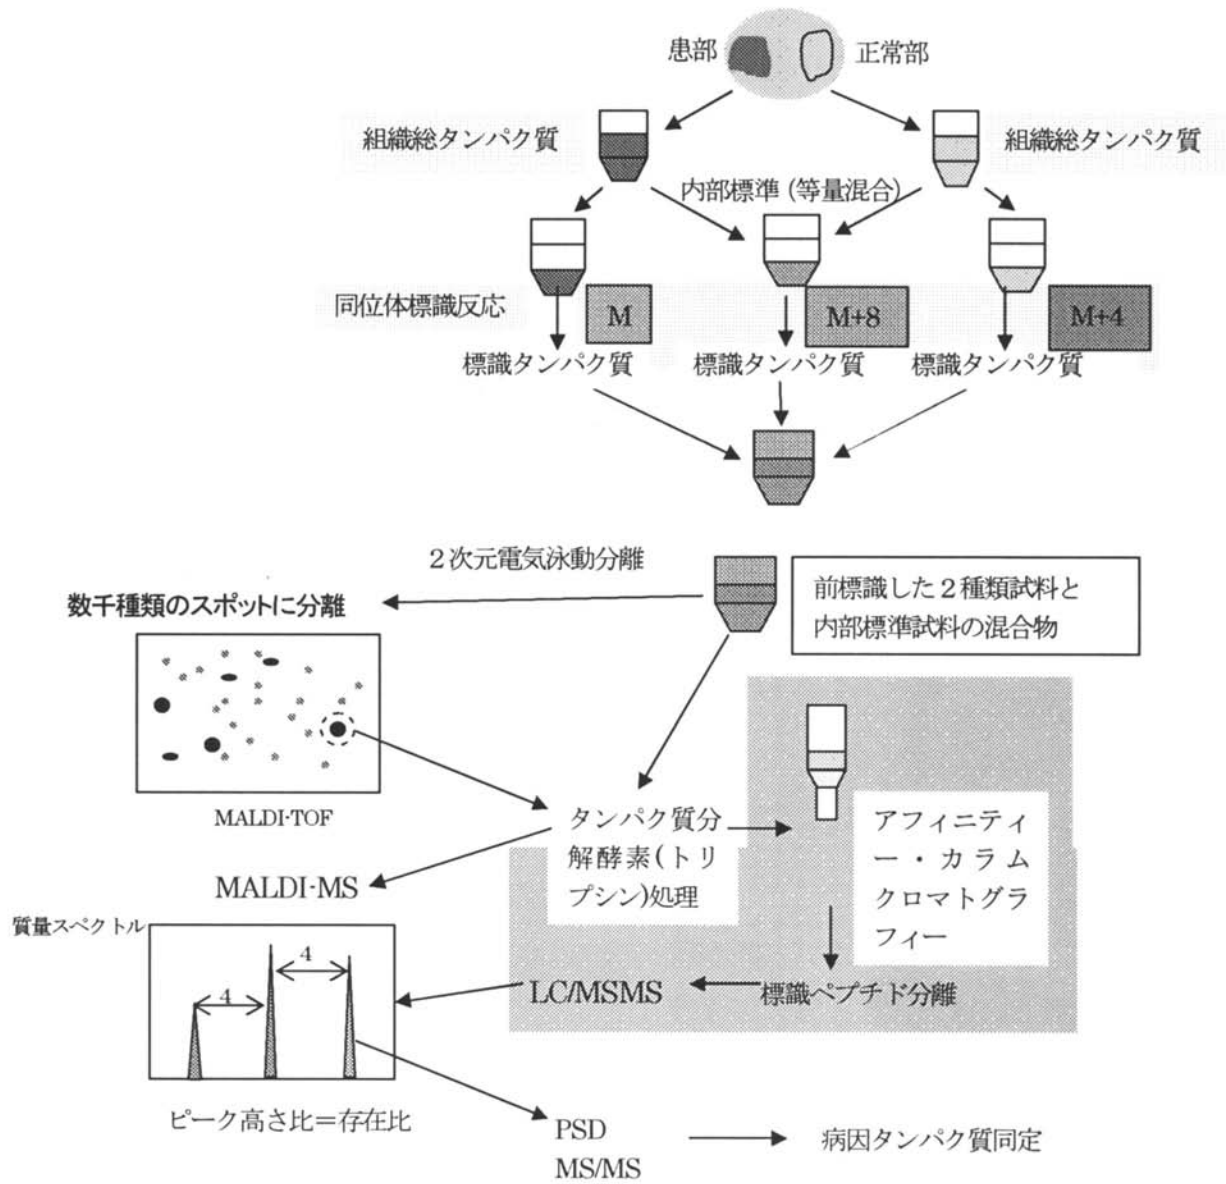 患部
正常部
組織総タンパク質
組織総タンパク質
内部標準 (等量混合)
同位体標識反応
M
M+8
M+4
標識タンパク質
標識タンパク質
標識タンパク質
2次元電気泳動分離
前標識した2種類試料と
内部標準試料の混合物
数千種類のスポットに分離
MALDI-TOF
タンパク質分
解酵素(トリ
プシン)処理
アフィニティ
ー・カラム
クロマトグラ
フィー
MALDI-MS
質量スペクトル
4
4
LC/MSMS
標識ペプチド分離
ピーク高さ比=存在比
PSD
MS/MS
病因タンパク質同定